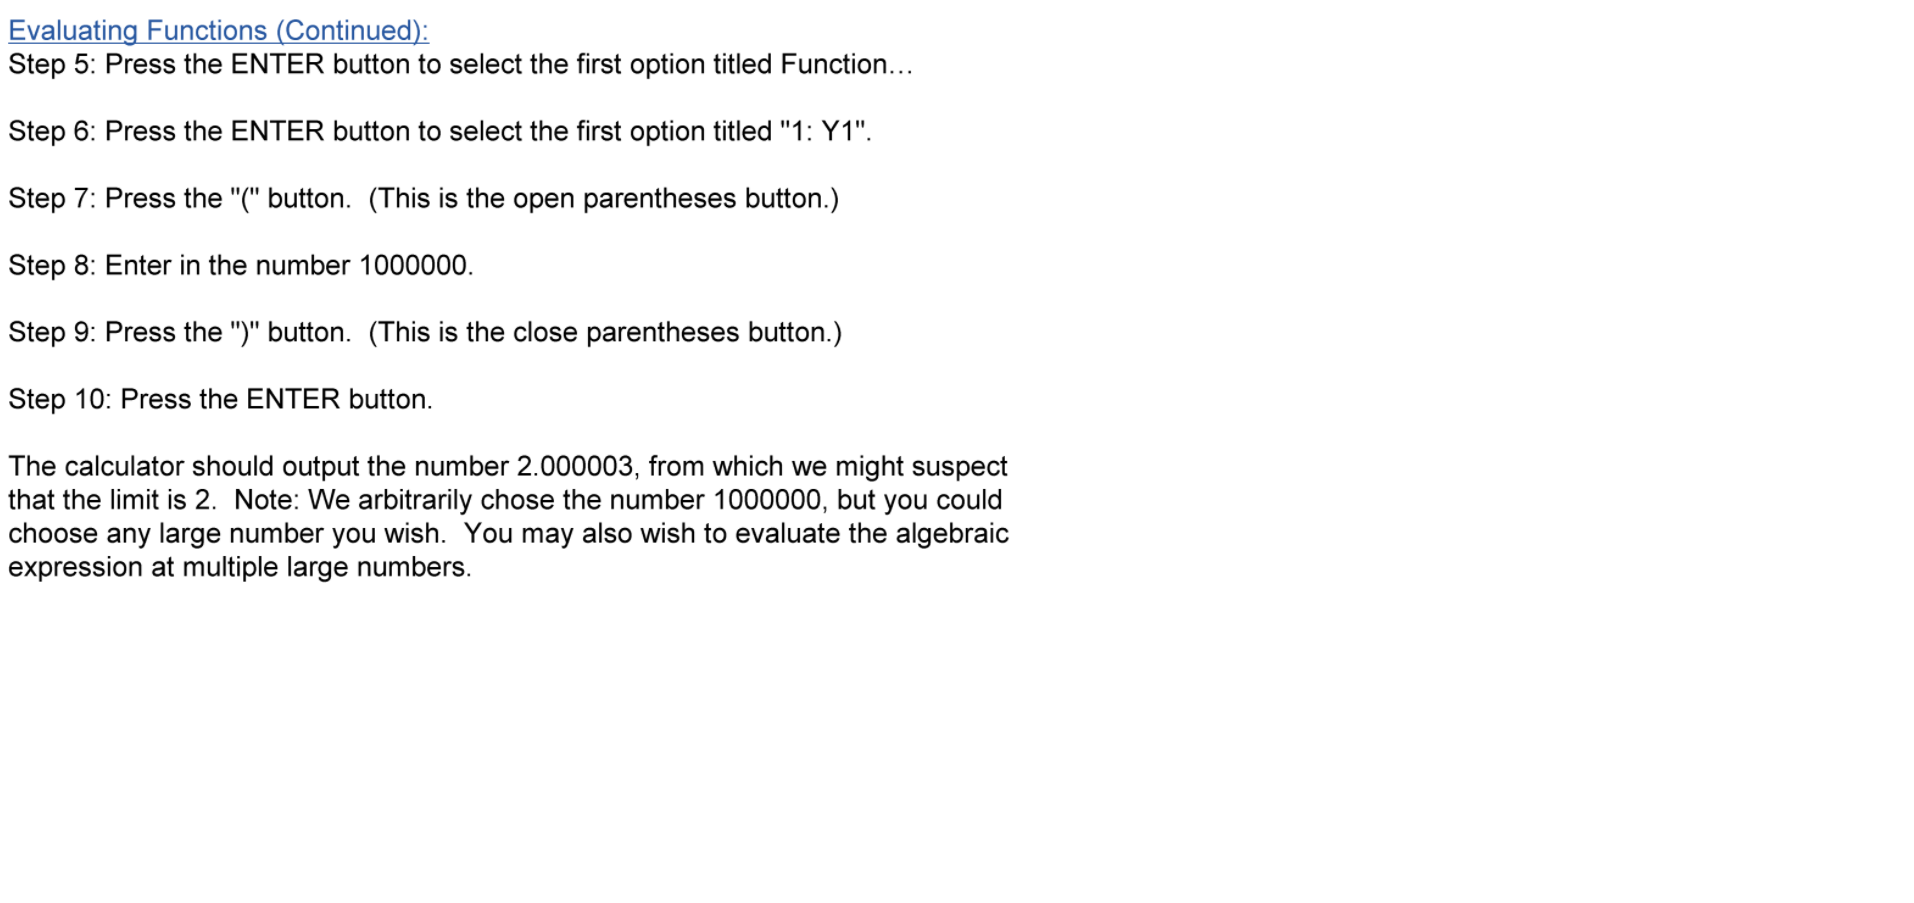 Evaluating Functions (Continued):
Step 5: Press the ENTER button to select the first option titled Function…
Step 6: Press the ENTER button to select the first option titled "1: Y1".
Step 7: Press the "(" button.  (This is the open parentheses button.)
Step 8: Enter in the number 1000000.
Step 9: Press the ")" button.  (This is the close parentheses button.)
Step 10: Press the ENTER button.
The calculator should output the number 2.000003, from which we might suspect
that the limit is 2.  Note: We arbitrarily chose the number 1000000, but you could
choose any large number you wish.  You may also wish to evaluate the algebraic
expression at multiple large numbers.